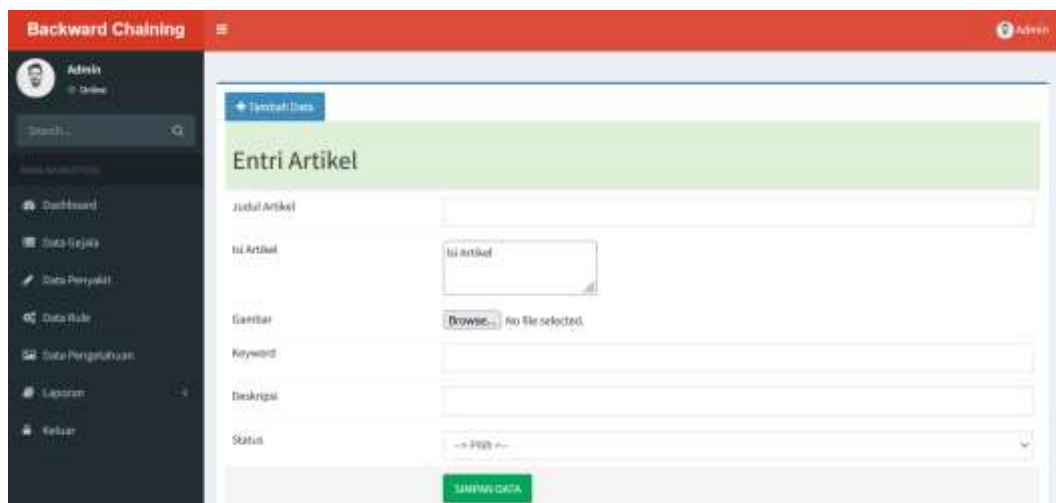 Backward Chaining
Admin
Admin
Online
Search...
Tambah Data
Entri Artikel
Dashboard
Data Gejala
Data Penyakit
Data Rule
Data Pengetahuan
Laporan
Keluar
Judul Artikel
Isi Artikel
Isi Artikel
Gambar
Browse... No file selected.
Keyword
Deskripsi
Status
--> Pilih <--
SIMPAN DATA